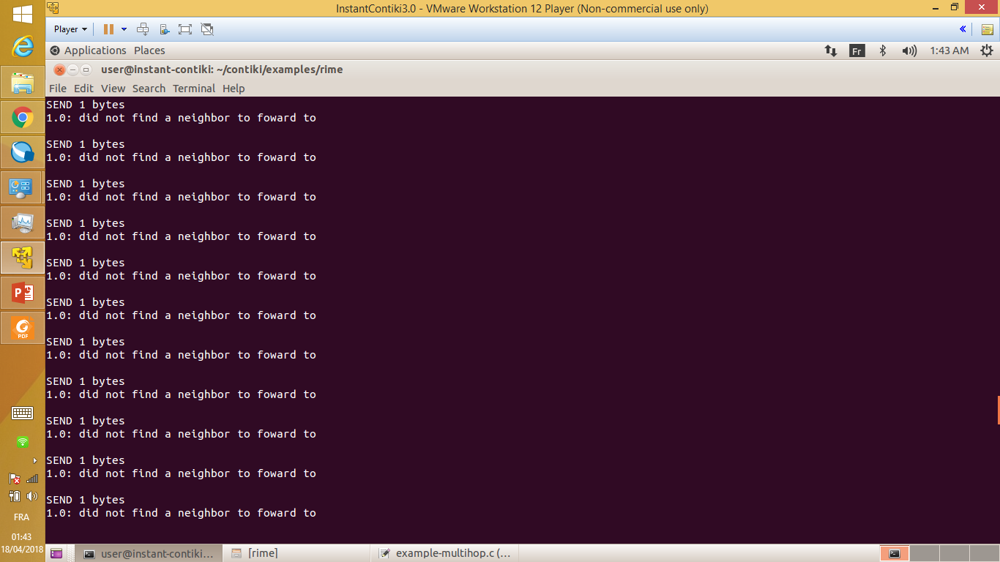 InstantContiki3.0 - VMware Workstation 12 Player (Non-commercial use only)
Player
Applications Places
Fr
1:43 AM
user@instant-contiki: ~/contiki/examples/rime
File Edit View Search Terminal Help
SEND 1 bytes
1.0: did not find a neighbor to foward to
SEND 1 bytes
1.0: did not find a neighbor to foward to
SEND 1 bytes
1.0: did not find a neighbor to foward to
SEND 1 bytes
1.0: did not find a neighbor to foward to
SEND 1 bytes
1.0: did not find a neighbor to foward to
SEND 1 bytes
1.0: did not find a neighbor to foward to
SEND 1 bytes
1.0: did not find a neighbor to foward to
SEND 1 bytes
1.0: did not find a neighbor to foward to
SEND 1 bytes
1.0: did not find a neighbor to foward to
SEND 1 bytes
1.0: did not find a neighbor to foward to
SEND 1 bytes
1.0: did not find a neighbor to foward to
PDF
FRA
01:43
18/04/2018
user@instant-contiki...
[rime]
example-multihop.c (...